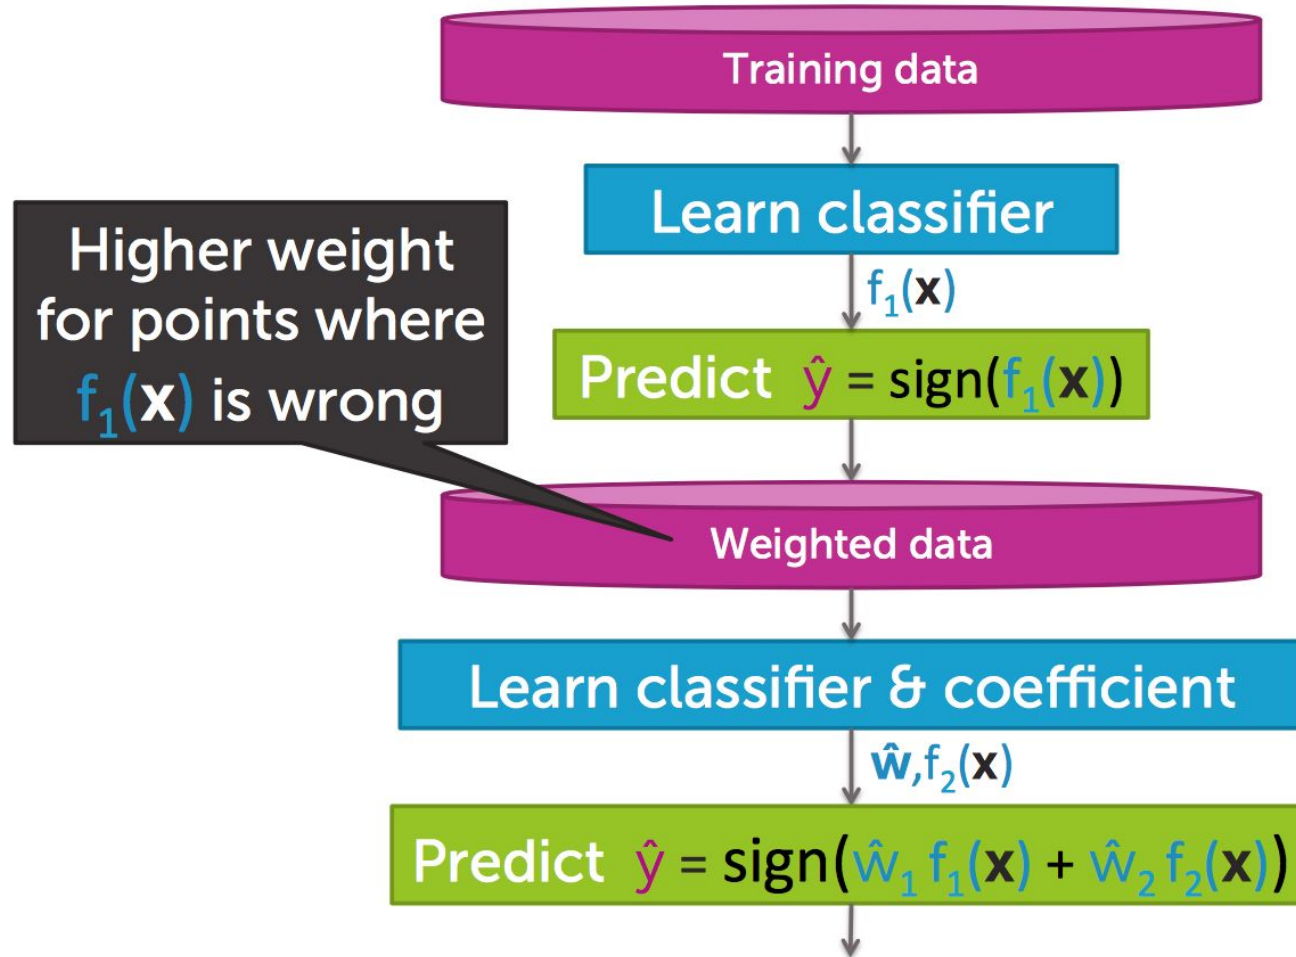 Training data
Learn classifier
f₁(x)
Higher weight
for points where
f₁(x) is wrong
Predict ŷ = sign(f₁(x))
Weighted data
Learn classifier & coefficient
ŵ,f₂(x)
Predict ŷ = sign(ŵ₁ f₁(x) + ŵ₂ f₂(x))